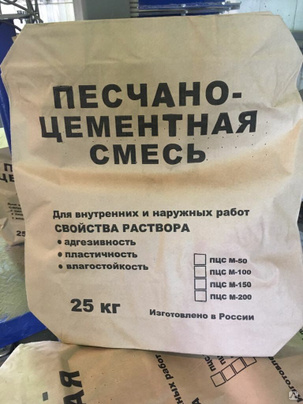 ПЕСЧАНО-
ЦЕМЕНТНАЯ
СМЕСЬ
Для внутренних и наружных работ
СВОЙСТВА РАСТВОРА
• адгезивность
• пластичность
• влагостойкость
ПЦС М-50
ПЦС М-100
ПЦС М-150
ПЦС М-200
25 кг
Изготовлено в России
25